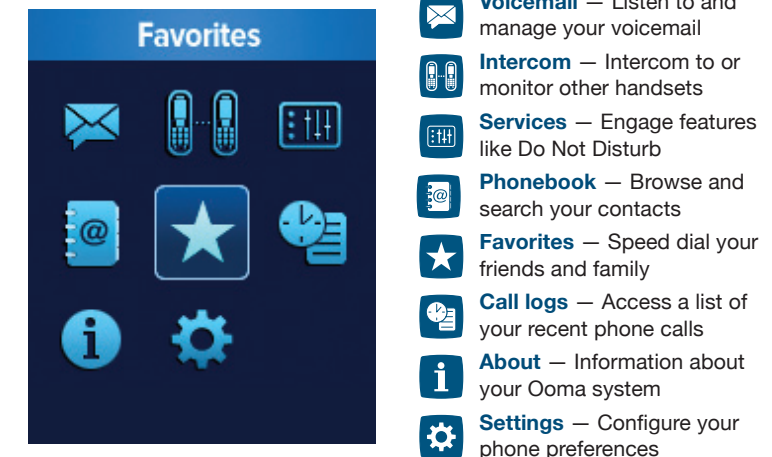 Favorites
Voicemail — Listen to and
manage your voicemail
Intercom — Intercom to or
monitor other handsets
Services — Engage features
like Do Not Disturb
Phonebook — Browse and
search your contacts
Favorites — Speed dial your
friends and family
Call logs — Access a list of
your recent phone calls
About — Information about
your Ooma system
Settings — Configure your
phone preferences